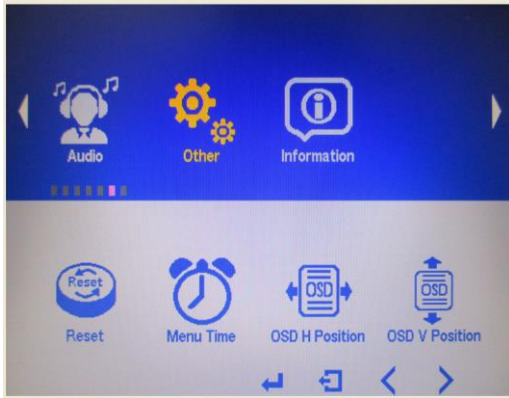 Audio
Other
Information
Reset
OSD
OSD
Reset
Menu Time
OSD H Position
OSD V Position